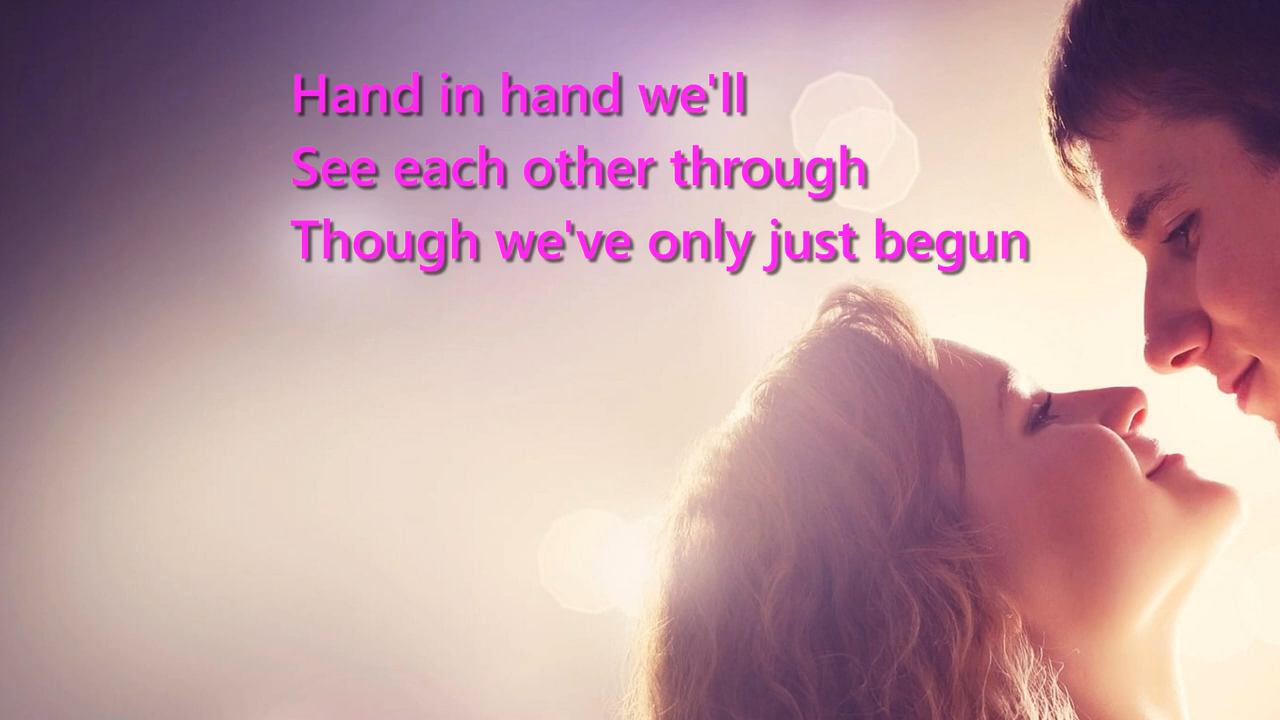 Hand in hand we'll
See each other through
Though we've only just begun